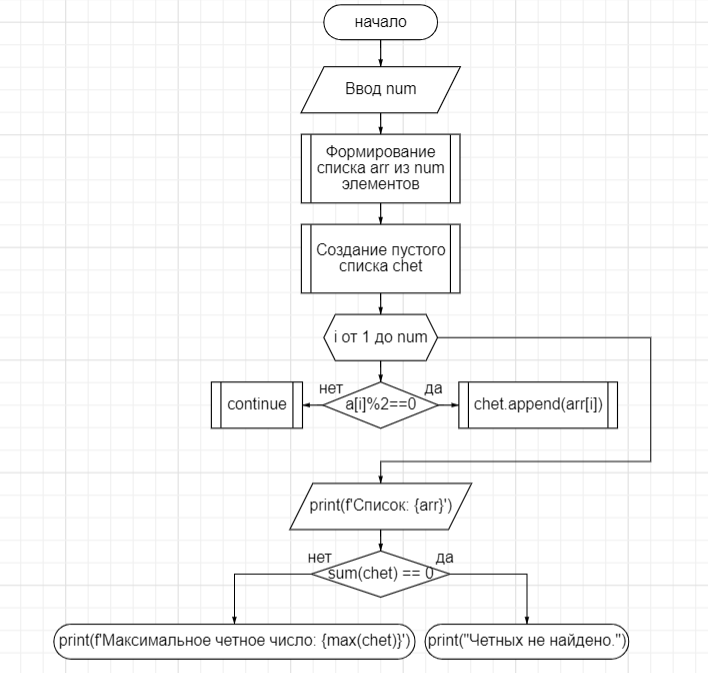 начало
Ввод num
Формирование
списка arr из num
элементов
Создание пустого
списка chet
i от 1 до num
нет
да
continue
a[i]%2==0
chet.append(arr[i])
print(f'Список: {arr}')
нет
да
sum(chet) == 0
print(f'Максимальное четное число: {max(chet)}')
print("Четных не найдено.")